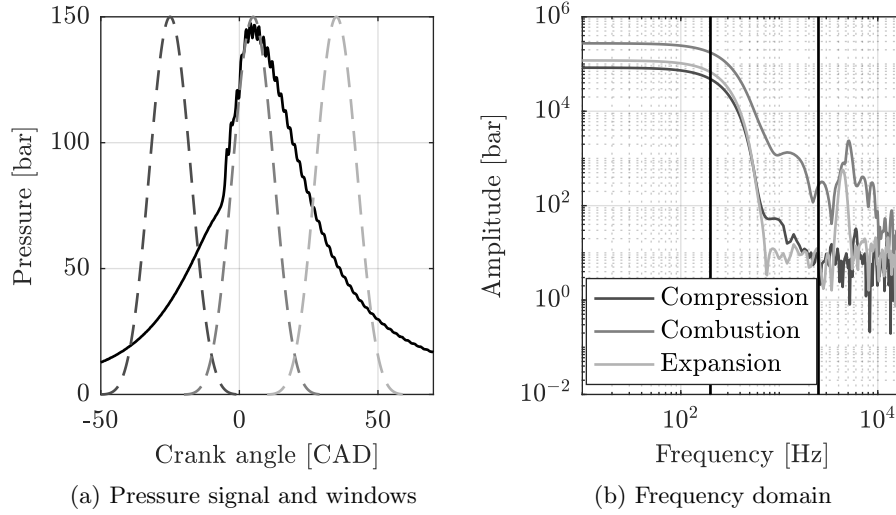 150
100
50
0
-50
0
50
Pressure [bar]
Crank angle [CAD]
(a) Pressure signal and windows
10^6
10^4
10^2
10^0
10^-2
10^2
10^4
Amplitude [bar]
Compression
Combustion
Expansion
Frequency [Hz]
(b) Frequency domain